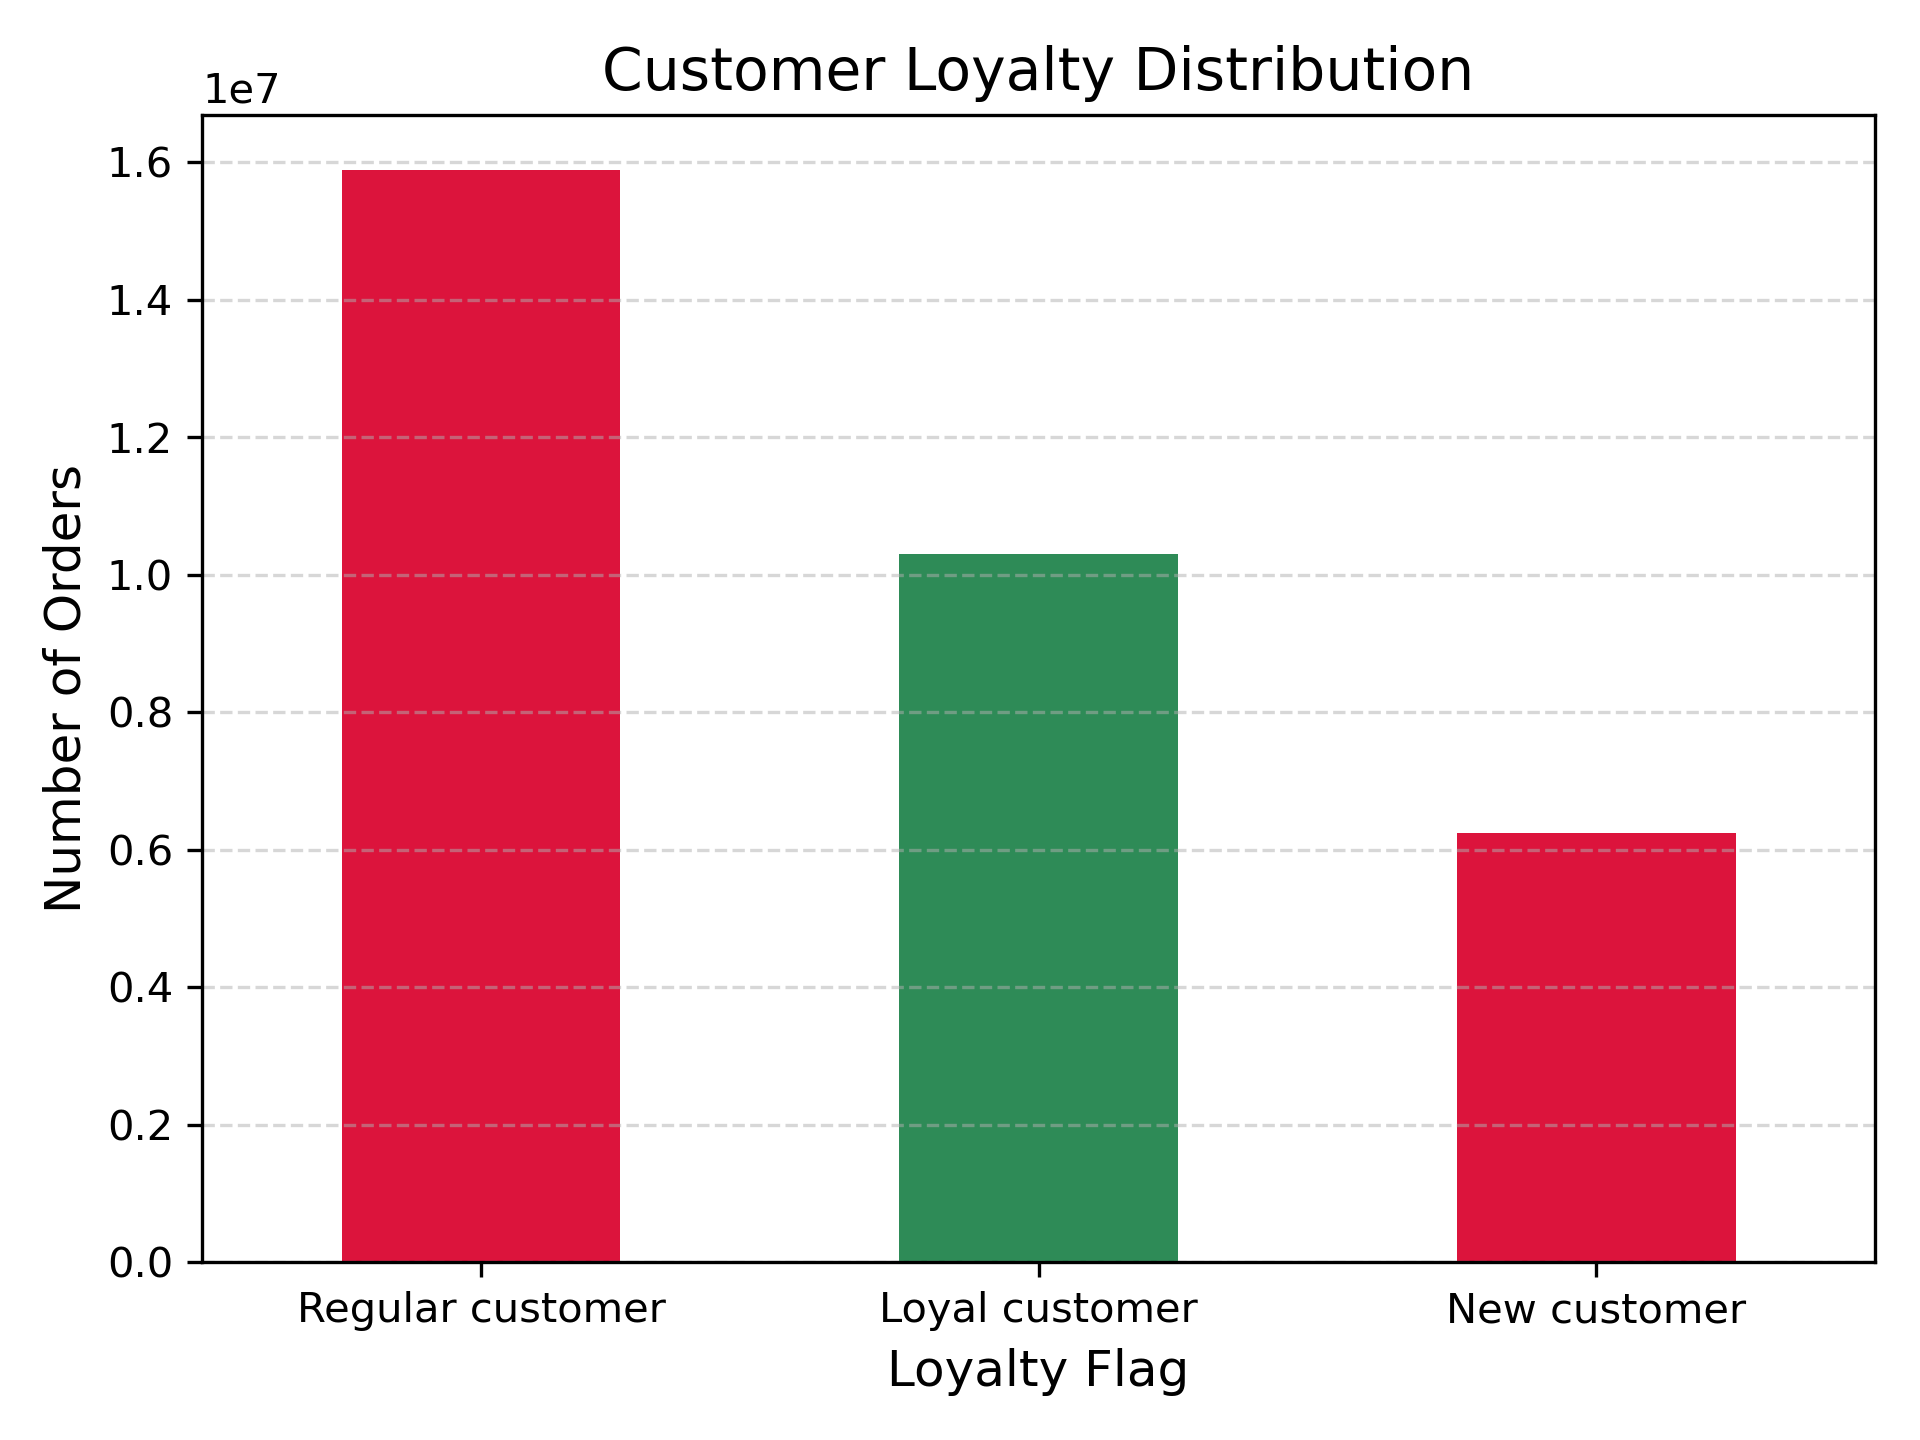 Customer Loyalty Distribution
1e7
1.6
1.4
1.2
1.0
0.8
0.6
0.4
0.2
0.0
Number of Orders
Regular customer Loyal customer New customer
Loyalty Flag